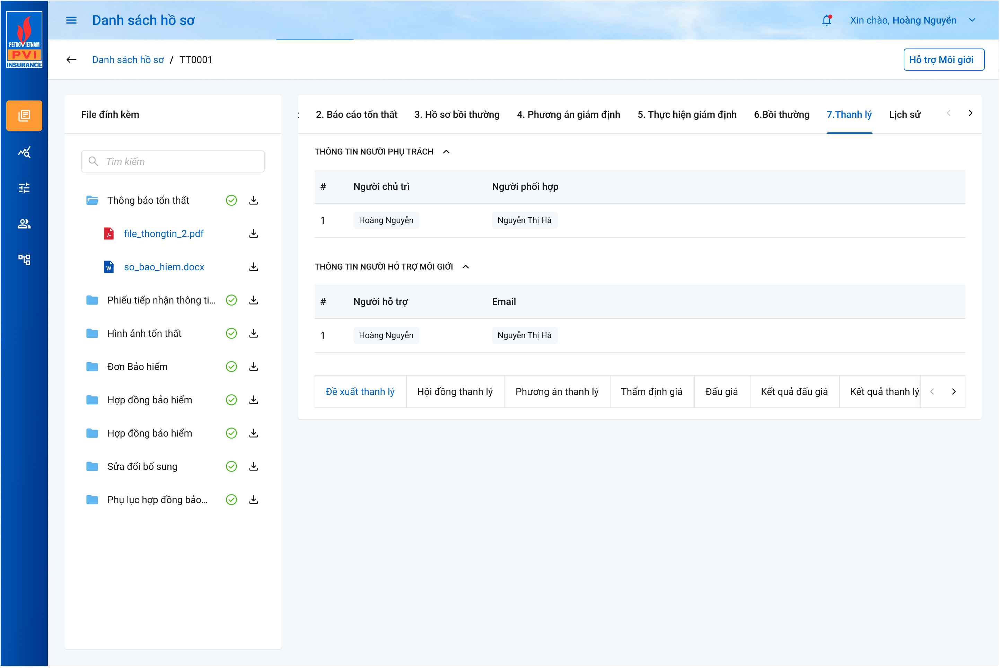 PETROVIETNAM
PVI
INSURANCE
Danh sách hồ sơ
Xin chào, Hoàng Nguyễn
Danh sách hồ sơ / TT0001
Hỗ trợ Môi giới
File đính kèm
Tìm kiếm
Thông báo tổn thất
file_thongtin_2.pdf
so_bao_hiem.docx
Phiếu tiếp nhận thông ti...
Hình ảnh tổn thất
Đơn Bảo hiểm
Hợp đồng bảo hiểm
Hợp đồng bảo hiểm
Sửa đổi bổ sung
Phụ lục hợp đồng bảo...
2. Báo cáo tổn thất 3. Hồ sơ bồi thường 4. Phương án giám định 5. Thực hiện giám định 6.Bồi thường 7.Thanh lý Lịch sử
THÔNG TIN NGƯỜI PHỤ TRÁCH
# Người chủ trì Người phối hợp
1 Hoàng Nguyễn Nguyễn Thị Hà
THÔNG TIN NGƯỜI HỖ TRỢ MÔI GIỚI
# Người hỗ trợ Email
1 Hoàng Nguyễn Nguyễn Thị Hà
Đề xuất thanh lý Hội đồng thanh lý Phương án thanh lý Thẩm định giá Đấu giá Kết quả đấu giá Kết quả thanh lý